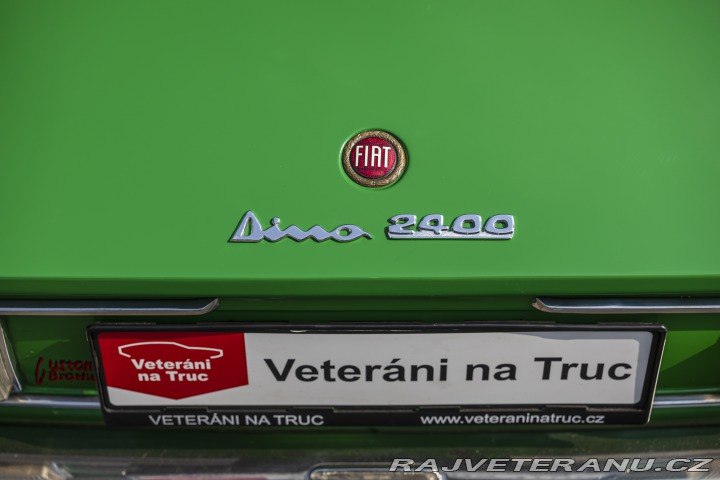 FIAT
Dino 2400
Veteráni
na Truc
Veteráni na Truc
VETERÁNI NA TRUC
www.veteraninatruc.cz
RAJVETERANU.CZ